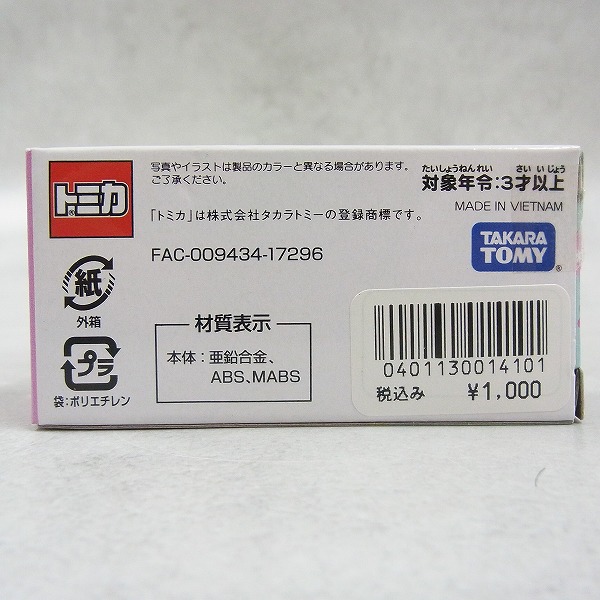 トミカ
®
写真やイラストは製品のカラーと異なる場合があります。
ご了承ください。
「トミカ」は株式会社タカラトミーの登録商標です。
FAC-009434-17296
たいしょうねんれい さいいじょう
対象年令:3才以上
MADE IN VIETNAM
TAKARA
TOMY
®
紙
外箱
プラ
袋:ポリエチレン
材質表示
本体:亜鉛合金、
ABS、MABS
0401130014101
税込み ¥1,000